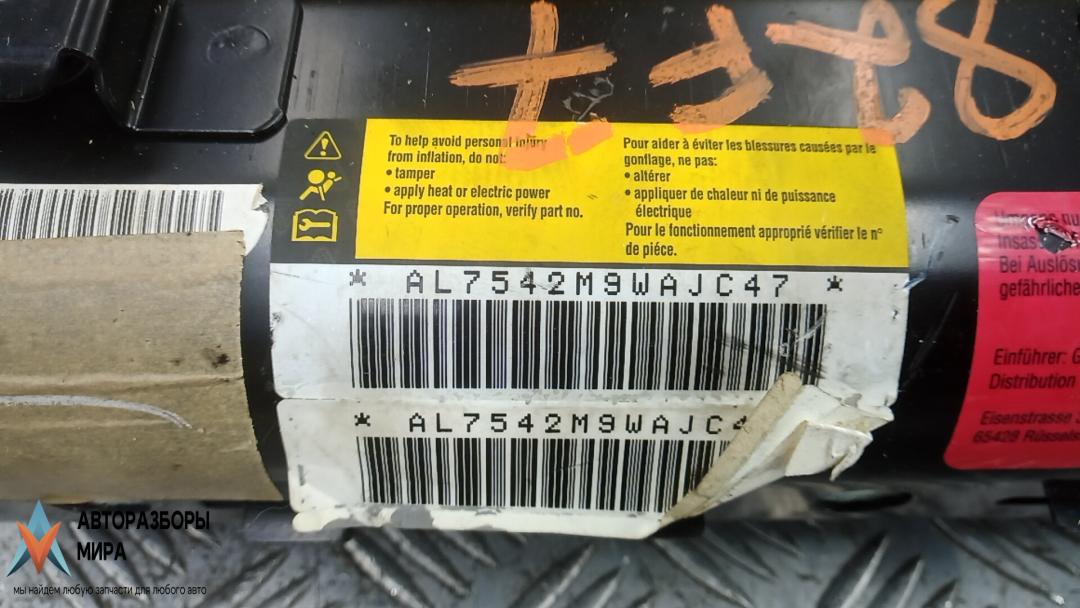 To help avoid personal injury
from inflation, do not:
• tamper
• apply heat or electric power
For proper operation, verify part no.
Pour aider à éviter les blessures causées par le
gonflage, ne pas:
• altérer
• appliquer de chaleur ni de puissance
électrique
Pour le fonctionnement approprié vérifier le n°
de piéce.
* AL7542M9WAJC47 *
* AL7542M9WAJC4
Insass
Bei Auslös
gefährliche
Einführer: G
Distribution
Eisenstrasse
65429 Rüssels
АВТОРАЗБОРЫ
МИРА
мы найдем любую запчасти для любого авто